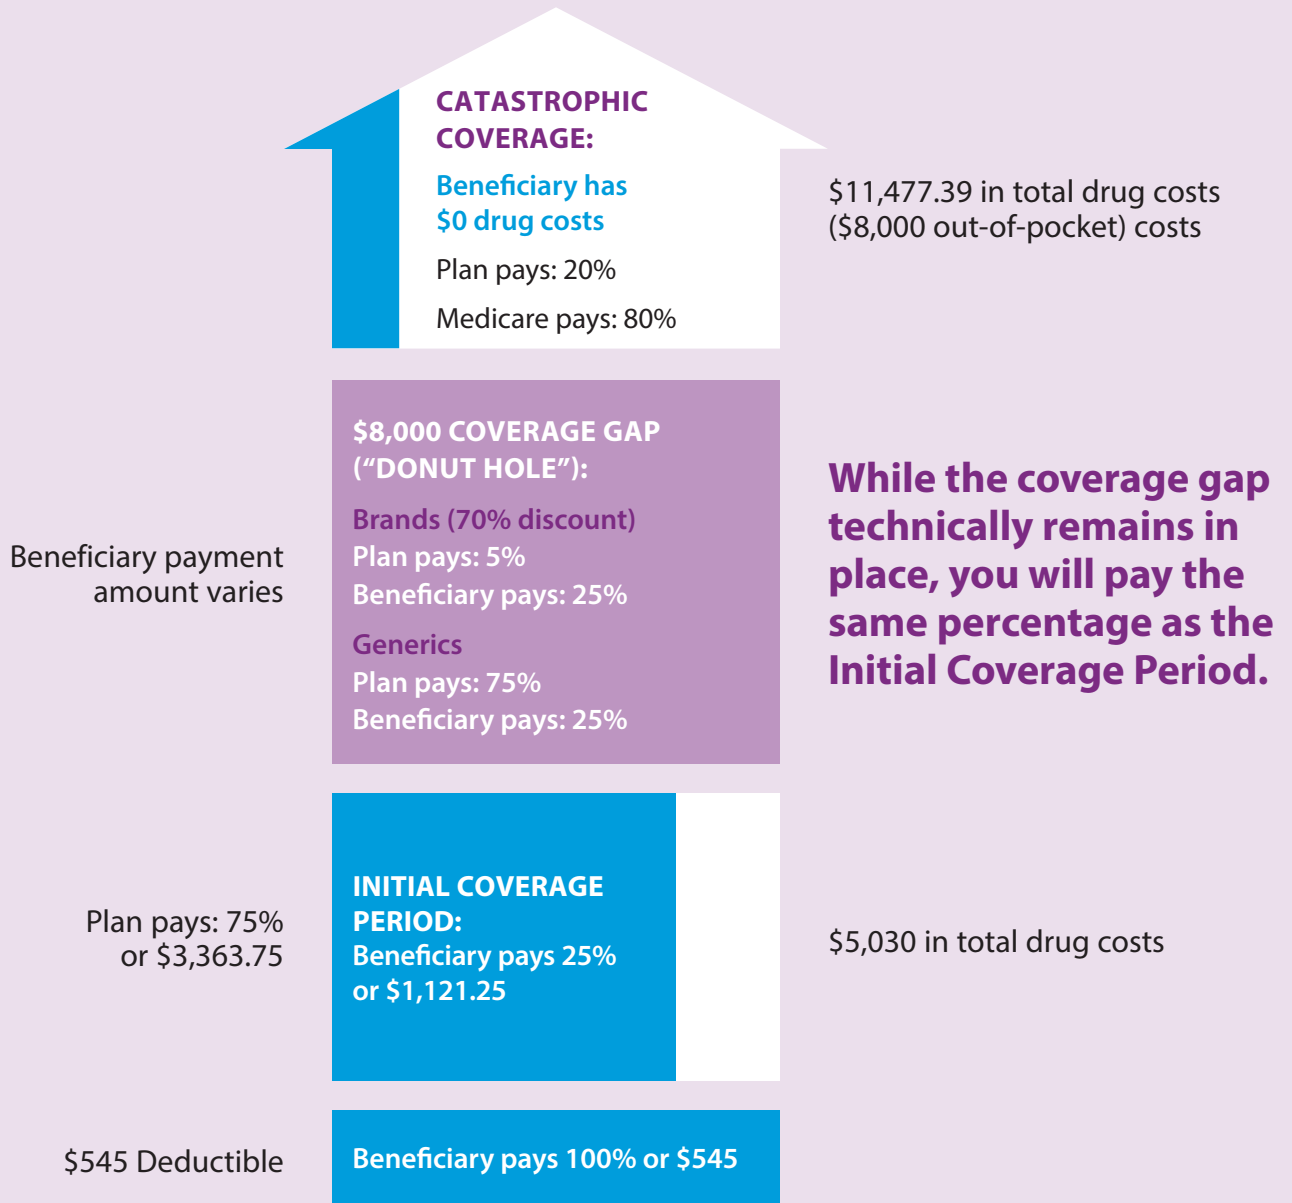 CATASTROPHIC
COVERAGE:
Beneficiary has
$0 drug costs
Plan pays: 20%
Medicare pays: 80%
$11,477.39 in total drug costs
($8,000 out-of-pocket) costs
Beneficiary payment
amount varies
$8,000 COVERAGE GAP
(“DONUT HOLE”):
Brands (70% discount)
Plan pays: 5%
Beneficiary pays: 25%
Generics
Plan pays: 75%
Beneficiary pays: 25%
While the coverage gap
technically remains in
place, you will pay the
same percentage as the
Initial Coverage Period.
Plan pays: 75%
or $3,363.75
INITIAL COVERAGE
PERIOD:
Beneficiary pays 25%
or $1,121.25
$5,030 in total drug costs
$545 Deductible
Beneficiary pays 100% or $545